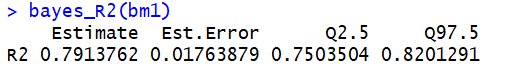 > bayes_R2(bm1)
Estimate Est.Error Q2.5 Q97.5
R2 0.7913762 0.01763879 0.7503504 0.8201291